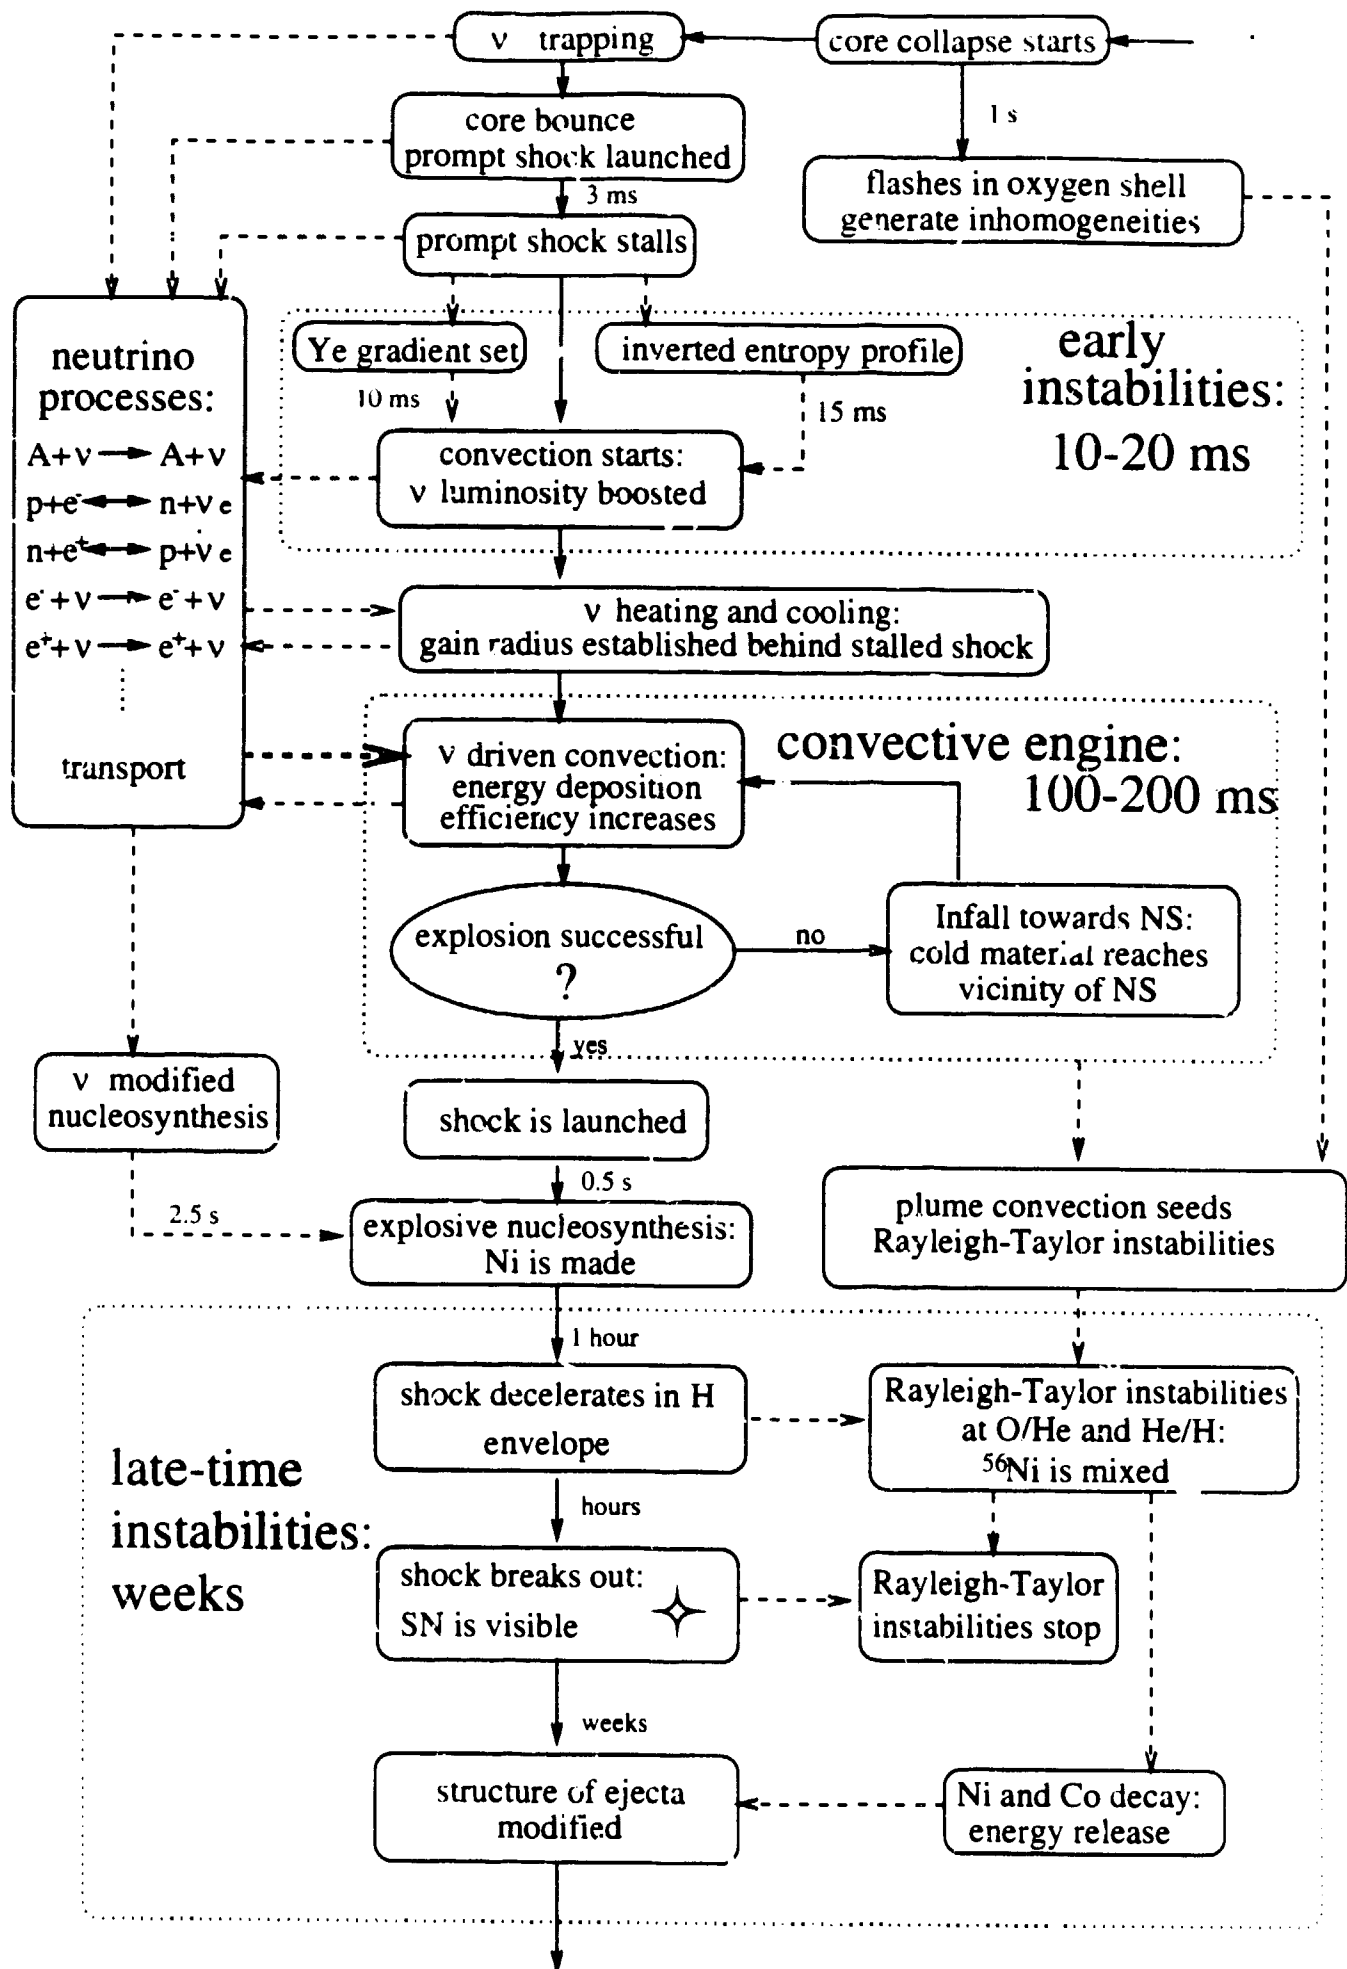 ν trapping
core collapse starts
1 s
core bounce
prompt shock launched
3 ms
flashes in oxygen shell
generate inhomogeneities
prompt shock stalls
Ye gradient set
inverted entropy profile
early
instabilities:
10-20 ms
10 ms
15 ms
convection starts:
ν luminosity boosted
neutrino
processes:
A+ν → A+ν
p+e⁻ ↔ n+ν e
n+e⁺ ↔ p+ν̇ e
e⁻+ν → e⁻+ν
e⁺+ν → e⁺+ν
transport
ν heating and cooling:
gain radius established behind stalled shock
ν driven convection:
energy deposition
efficiency increases
convective engine:
100-200 ms
explosion successful
?
no
Infall towards NS:
cold material reaches
vicinity of NS
yes
ν modified
nucleosynthesis
shock is launched
0.5 s
2.5 s
explosive nucleosynthesis:
Ni is made
plume convection seeds
Rayleigh-Taylor instabilities
1 hour
shock decelerates in H
envelope
Rayleigh-Taylor instabilities
at O/He and He/H:
⁵⁶Ni is mixed
late-time
instabilities:
weeks
hours
shock breaks out:
SN is visible
Rayleigh-Taylor
instabilities stop
weeks
structure of ejecta
modified
Ni and Co decay:
energy release